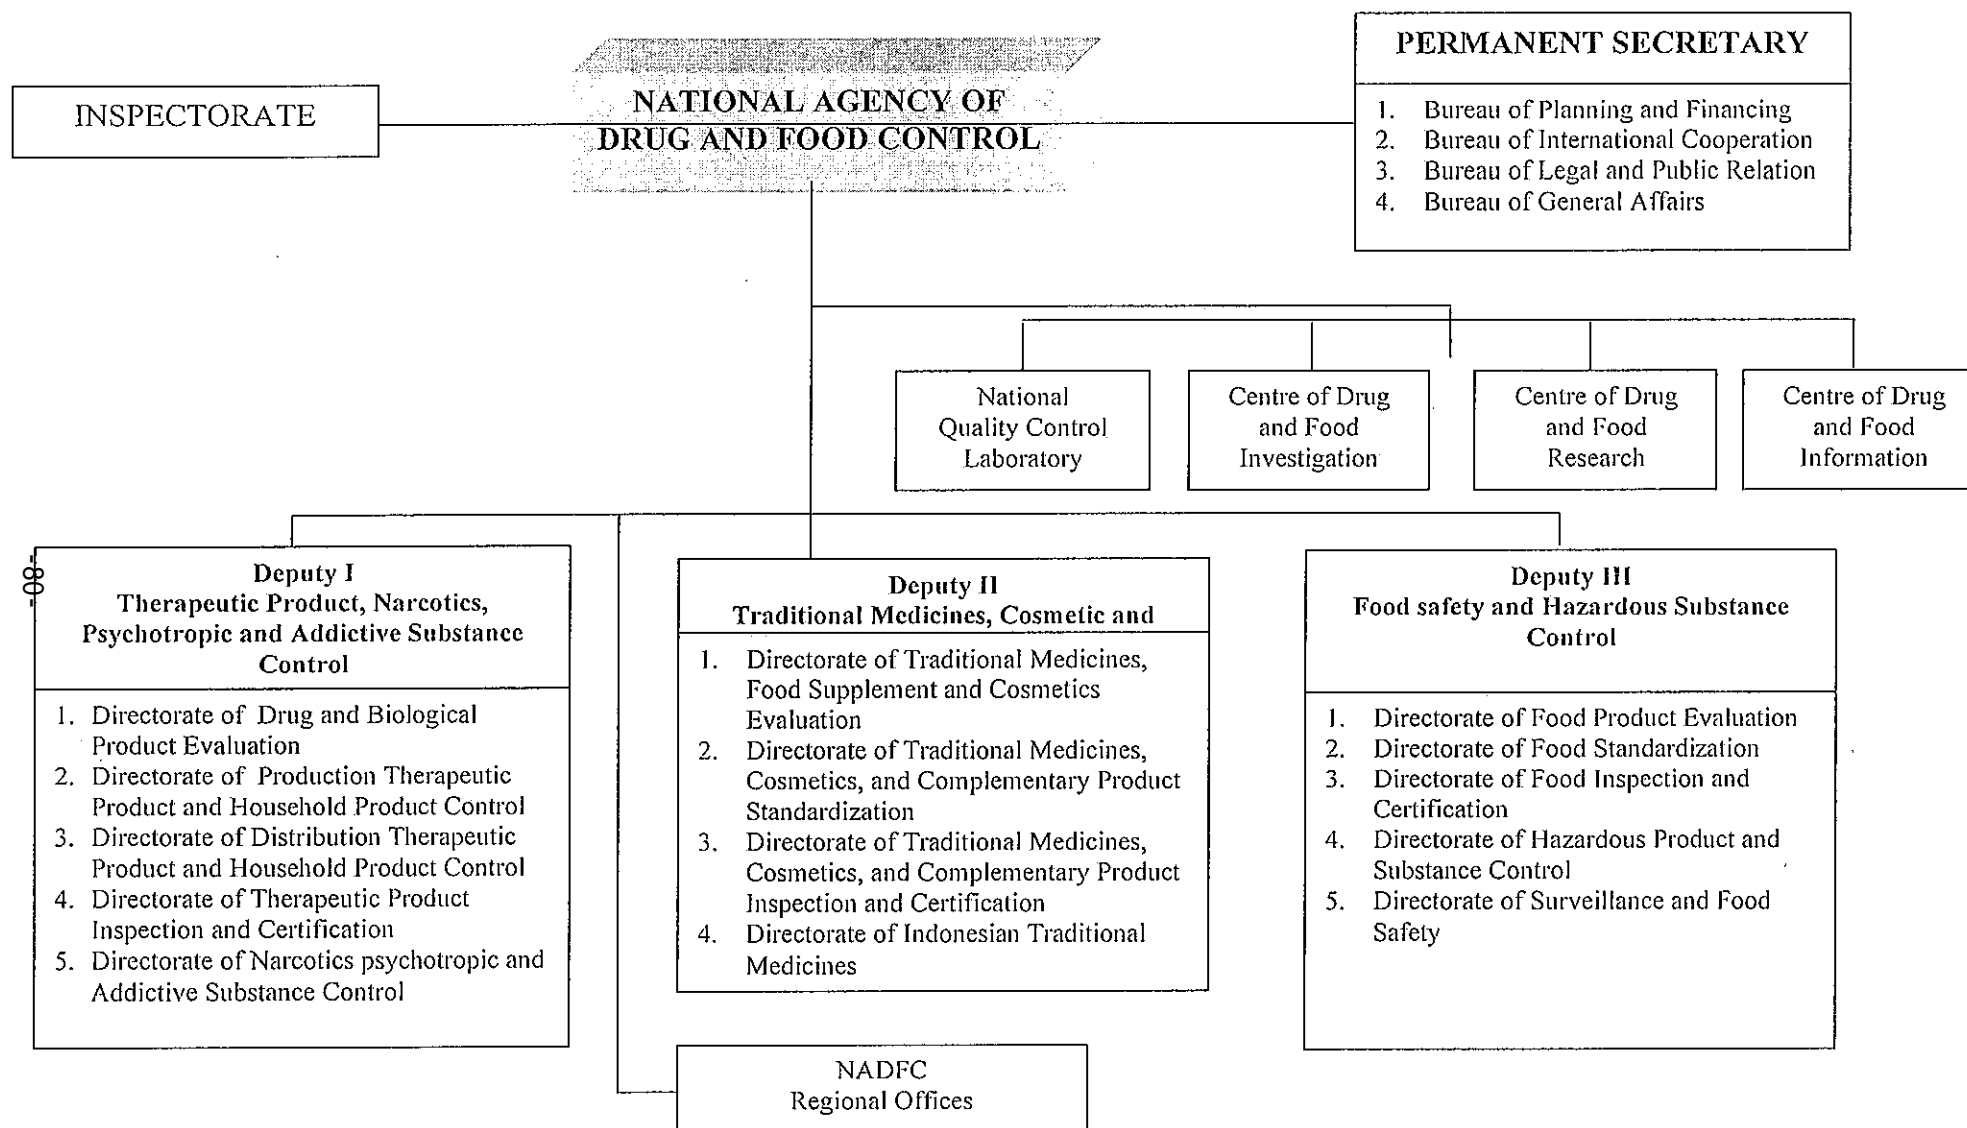 INSPECTORATE
NATIONAL AGENCY OF
DRUG AND FOOD CONTROL
PERMANENT SECRETARY
1. Bureau of Planning and Financing
2. Bureau of International Cooperation
3. Bureau of Legal and Public Relation
4. Bureau of General Affairs
National
Quality Control
Laboratory
Centre of Drug
and Food
Investigation
Centre of Drug
and Food
Research
Centre of Drug
and Food
Information
-80-
Deputy I
Therapeutic Product, Narcotics,
Psychotropic and Addictive Substance
Control
1. Directorate of Drug and Biological
Product Evaluation
2. Directorate of Production Therapeutic
Product and Household Product Control
3. Directorate of Distribution Therapeutic
Product and Household Product Control
4. Directorate of Therapeutic Product
Inspection and Certification
5. Directorate of Narcotics psychotropic and
Addictive Substance Control
Deputy II
Traditional Medicines, Cosmetic and
1. Directorate of Traditional Medicines,
Food Supplement and Cosmetics
Evaluation
2. Directorate of Traditional Medicines,
Cosmetics, and Complementary Product
Standardization
3. Directorate of Traditional Medicines,
Cosmetics, and Complementary Product
Inspection and Certification
4. Directorate of Indonesian Traditional
Medicines
Deputy III
Food safety and Hazardous Substance
Control
1. Directorate of Food Product Evaluation
2. Directorate of Food Standardization
3. Directorate of Food Inspection and
Certification
4. Directorate of Hazardous Product and
Substance Control
5. Directorate of Surveillance and Food
Safety
NADFC
Regional Offices